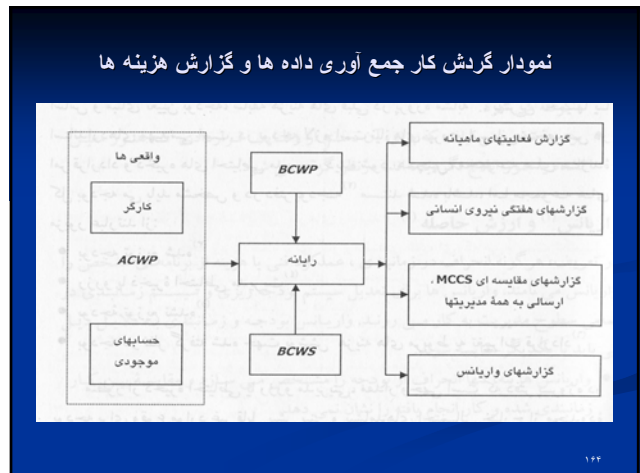 نمودار گردش کار جمع آوری داده ها و گزارش هزینه ها
واقعی ها
کارگر
ACWP
حسابهای
موجودی
BCWP
رایانه
BCWS
گزارش فعالیتهای ماهیانه
گزارشهای هفتگی نیروی انسانی
گزارشهای مقایسه ای MCCS،
ارسالی به همهٔ مدیریتها
گزارشهای واریانس
۱۶۴